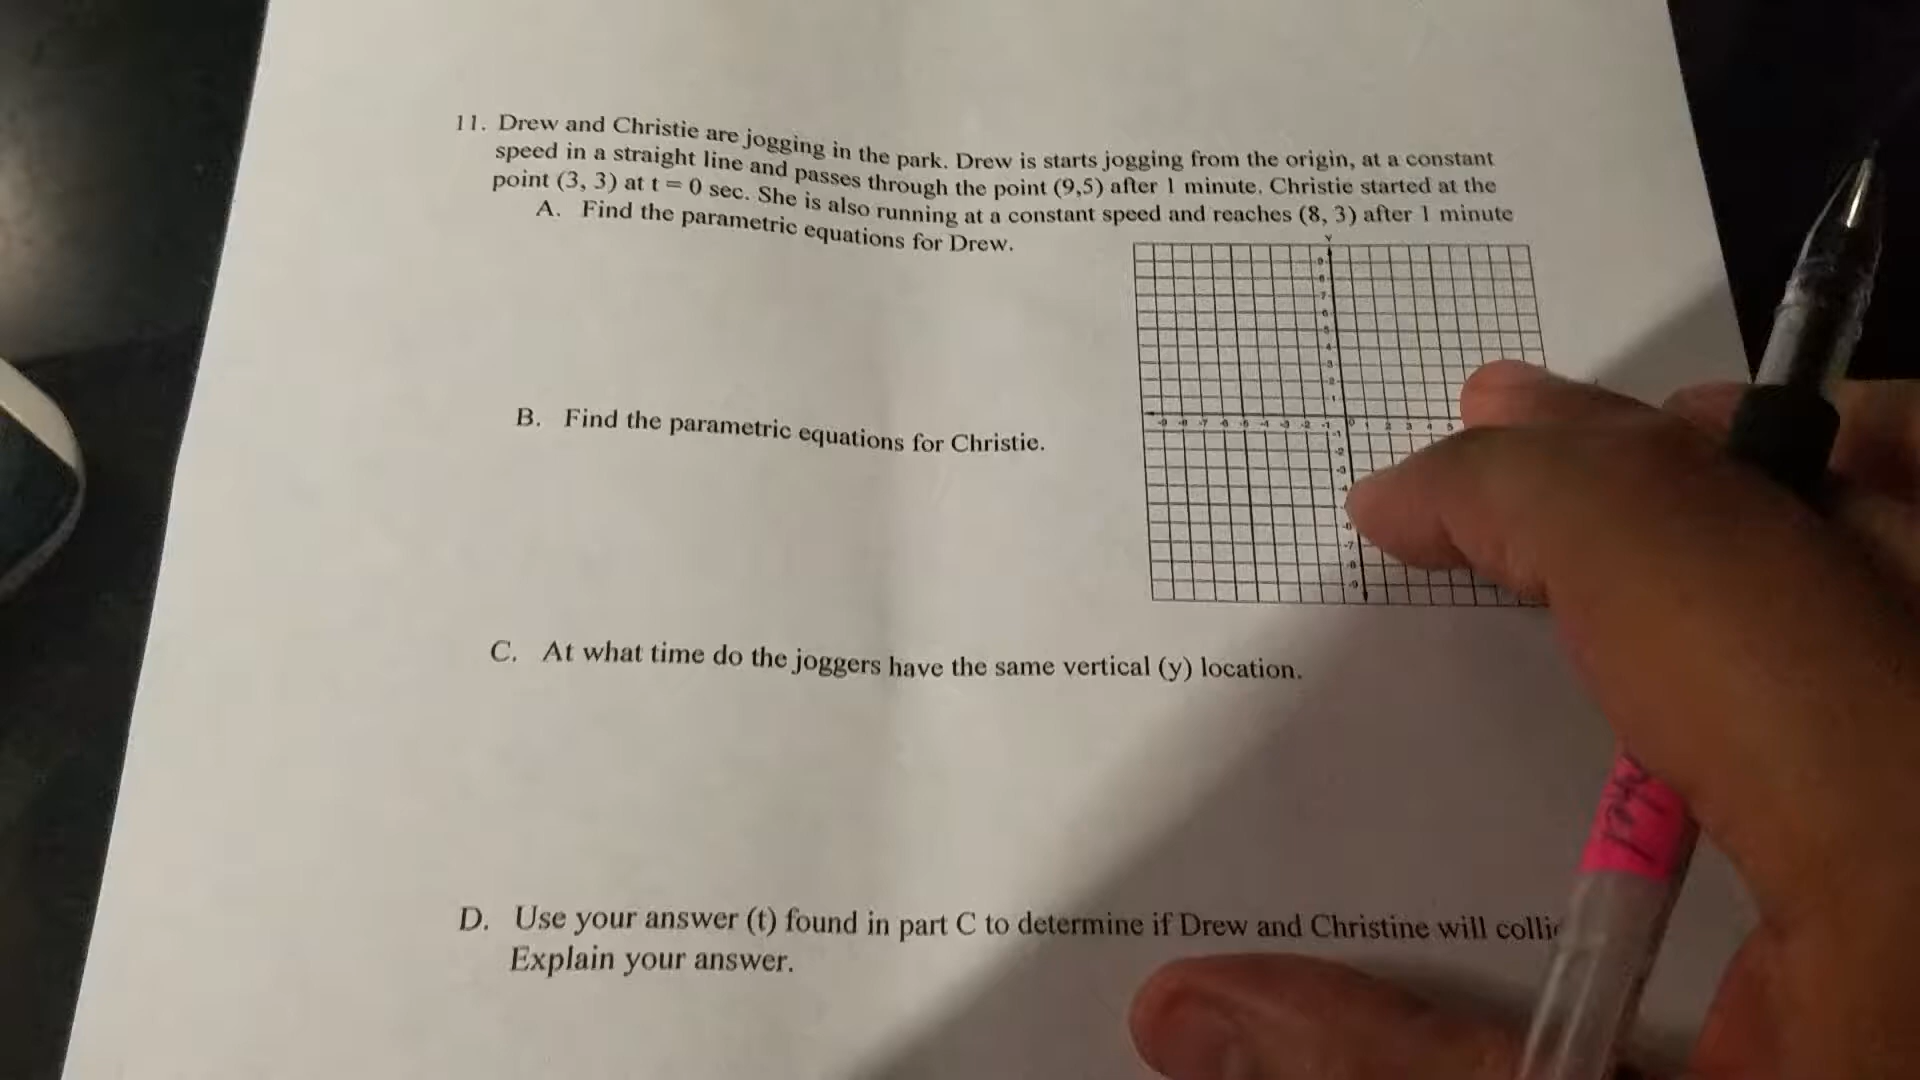 11. Drew and Christie are jogging in the park. Drew is starts jogging from the origin, at a constant
speed in a straight line and passes through the point (9,5) after 1 minute. Christie started at the
point (3, 3) at t = 0 sec. She is also running at a constant speed and reaches (8, 3) after 1 minute
A. Find the parametric equations for Drew.
B. Find the parametric equations for Christie.
C. At what time do the joggers have the same vertical (y) location.
D. Use your answer (t) found in part C to determine if Drew and Christine will
Explain your answer.